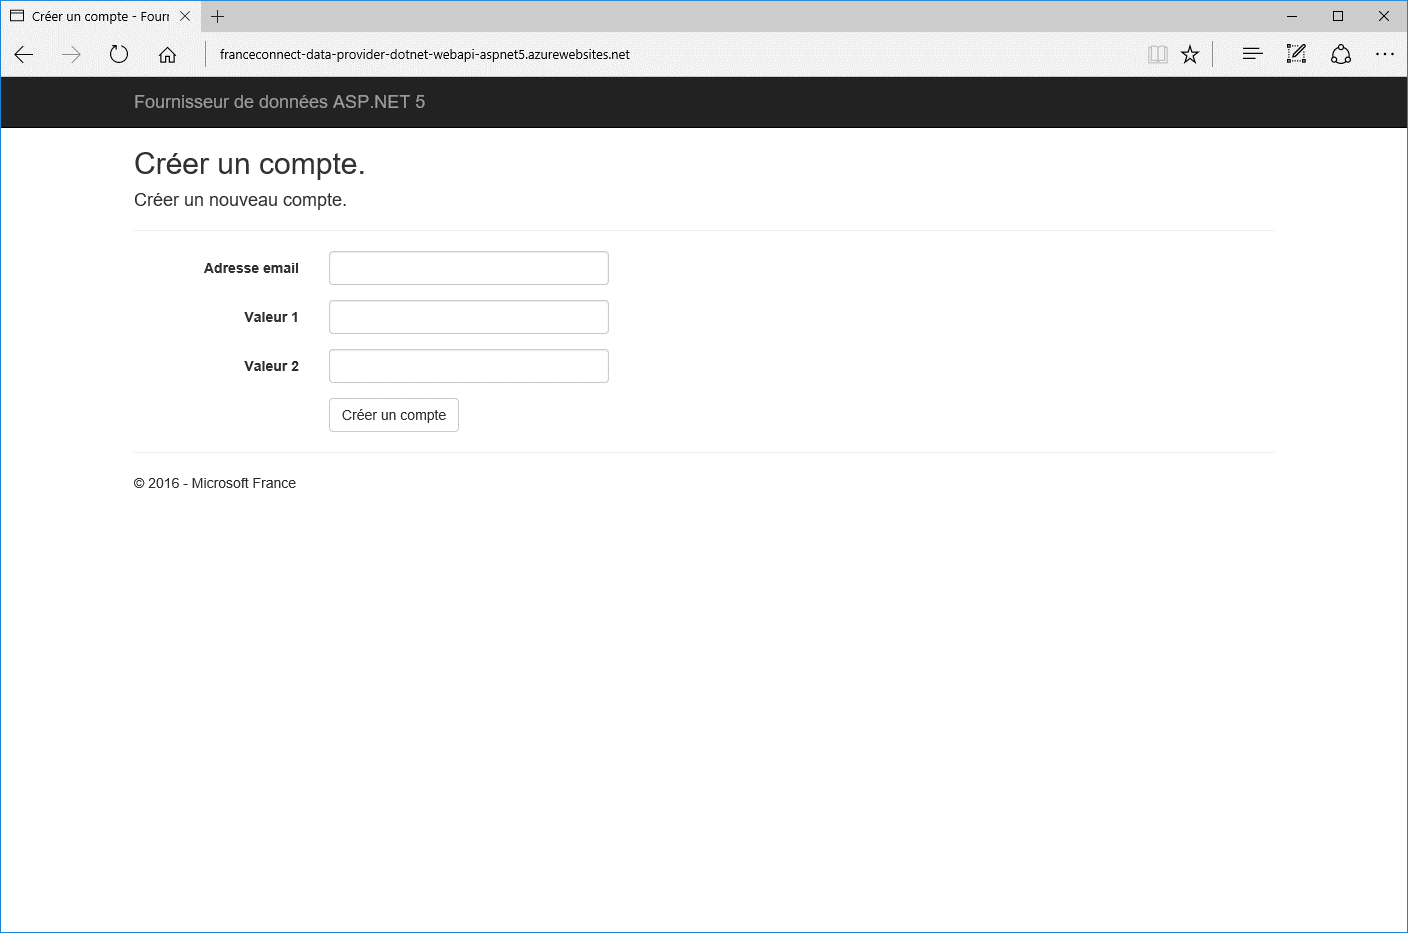 Créer un compte - Four
franceconnect-data-provider-dotnet-webapi-aspnet5.azurewebsites.net
Fournisseur de données ASP.NET 5
Créer un compte.
Créer un nouveau compte.
Adresse email
Valeur 1
Valeur 2
Créer un compte
© 2016 - Microsoft France